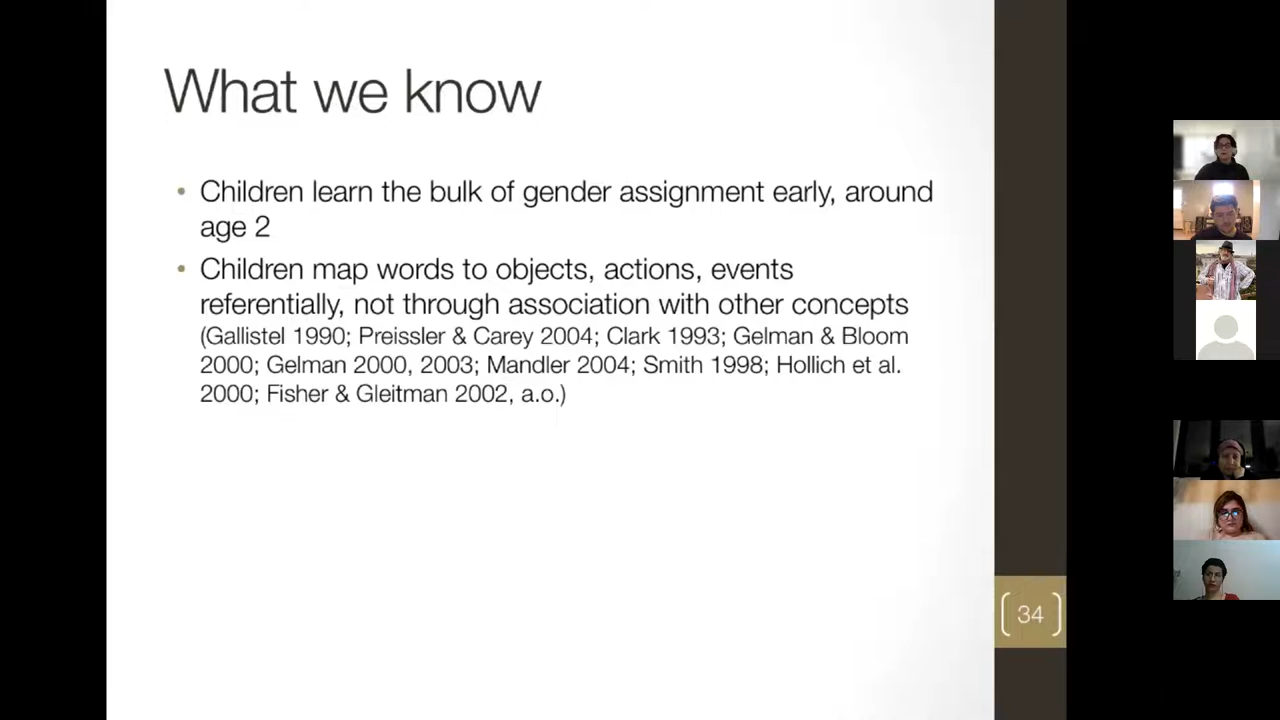 What we know
• Children learn the bulk of gender assignment early, around
age 2
• Children map words to objects, actions, events
referentially, not through association with other concepts
(Gallistel 1990; Preissler & Carey 2004; Clark 1993; Gelman & Bloom
2000; Gelman 2000, 2003; Mandler 2004; Smith 1998; Hollich et al.
2000; Fisher & Gleitman 2002, a.o.)
34